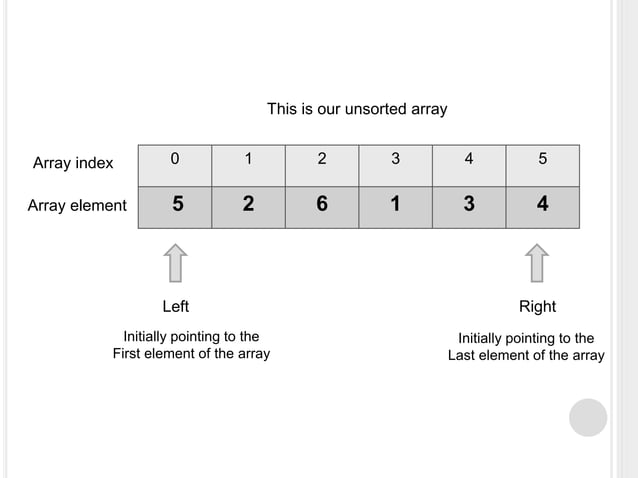 This is our unsorted array
Array index 0 1 2 3 4 5
Array element 5 2 6 1 3 4
Left
Initially pointing to the
First element of the array
Right
Initially pointing to the
Last element of the array